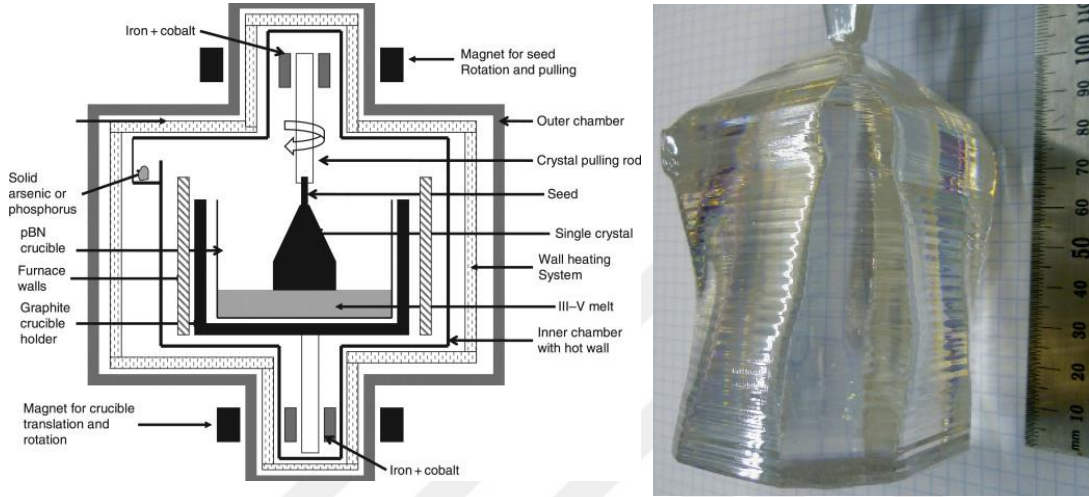 Iron + cobalt
Magnet for seed
Rotation and pulling
Outer chamber
Crystal pulling rod
Solid
arsenic or
phosphorus
Seed
pBN
crucible
Single crystal
Furnace
walls
Wall heating
System
Graphite
crucible
holder
III–V melt
Inner chamber
with hot wall
Magnet for crucible
translation and
rotation
Iron + cobalt
110
100
90
80
70
60
50
40
30
20
mm 10